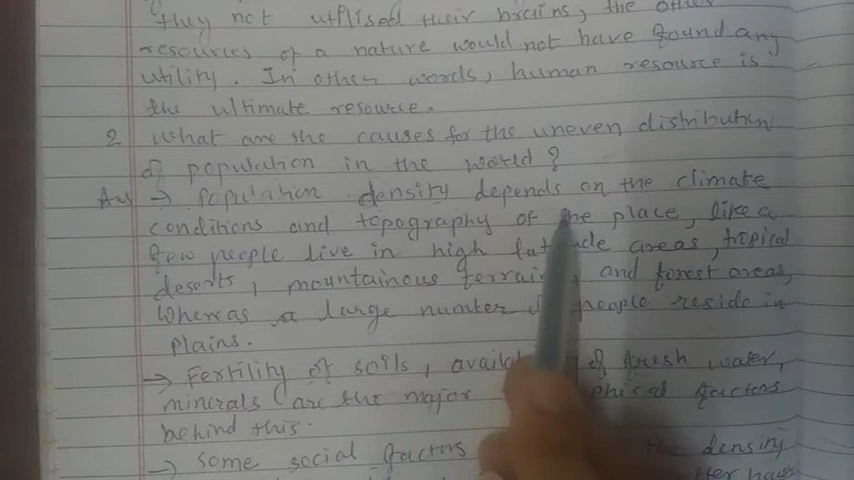 they not utilised their brains, the other
resources of a nature would not have found any
utility. In other words, human resource is
the ultimate resource.
2 What are the causes for the uneven distribution
of population in the world?
Ans → Population density depends on the climate
conditions and topography of the place, like a
few people live in high areas, tropical
deserts, mountainous and forest areas,
Whereas a large number people reside in
plains.
→ Fertility of soils, of fresh water,
minerals are the major factors
behind this.
→ Some social factors the density